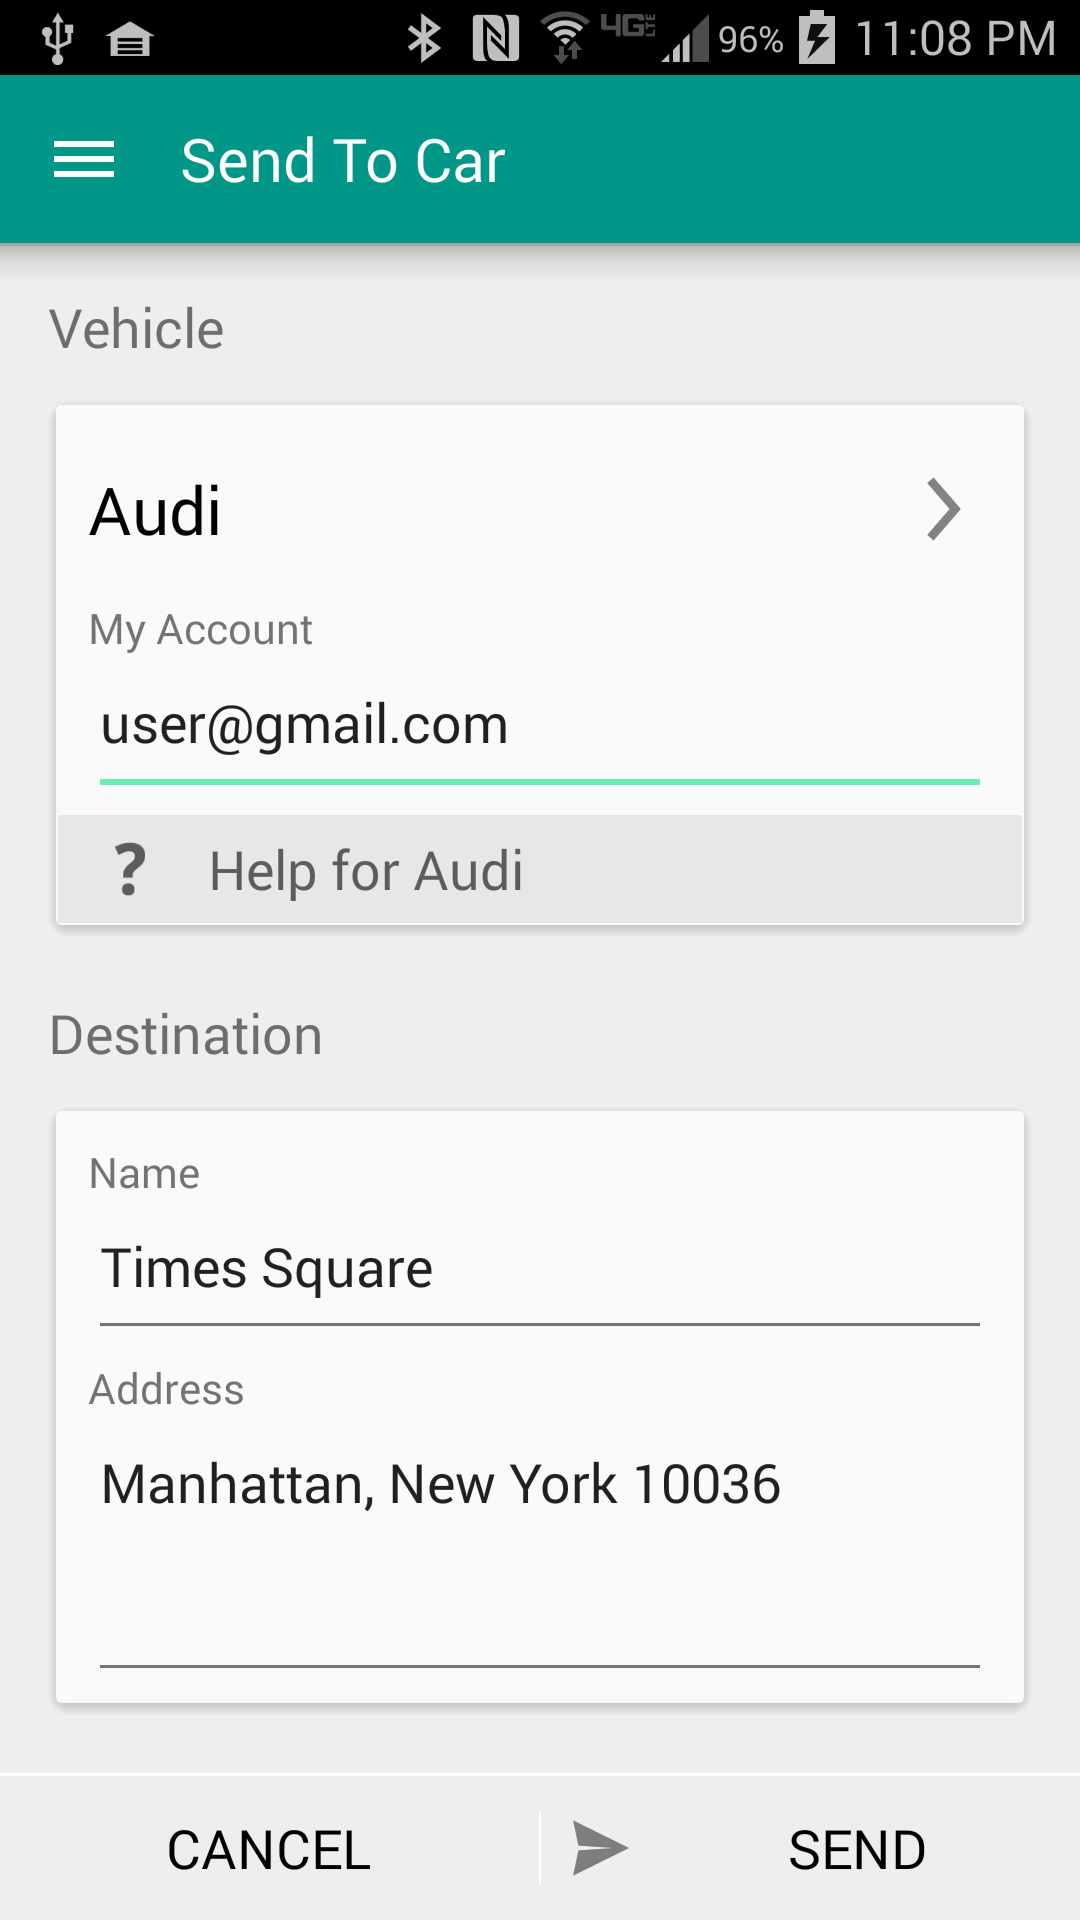 4G LTE 96% 11:08 PM
Send To Car
Vehicle
Audi
My Account
user@gmail.com
? Help for Audi
Destination
Name
Times Square
Address
Manhattan, New York 10036
CANCEL SEND